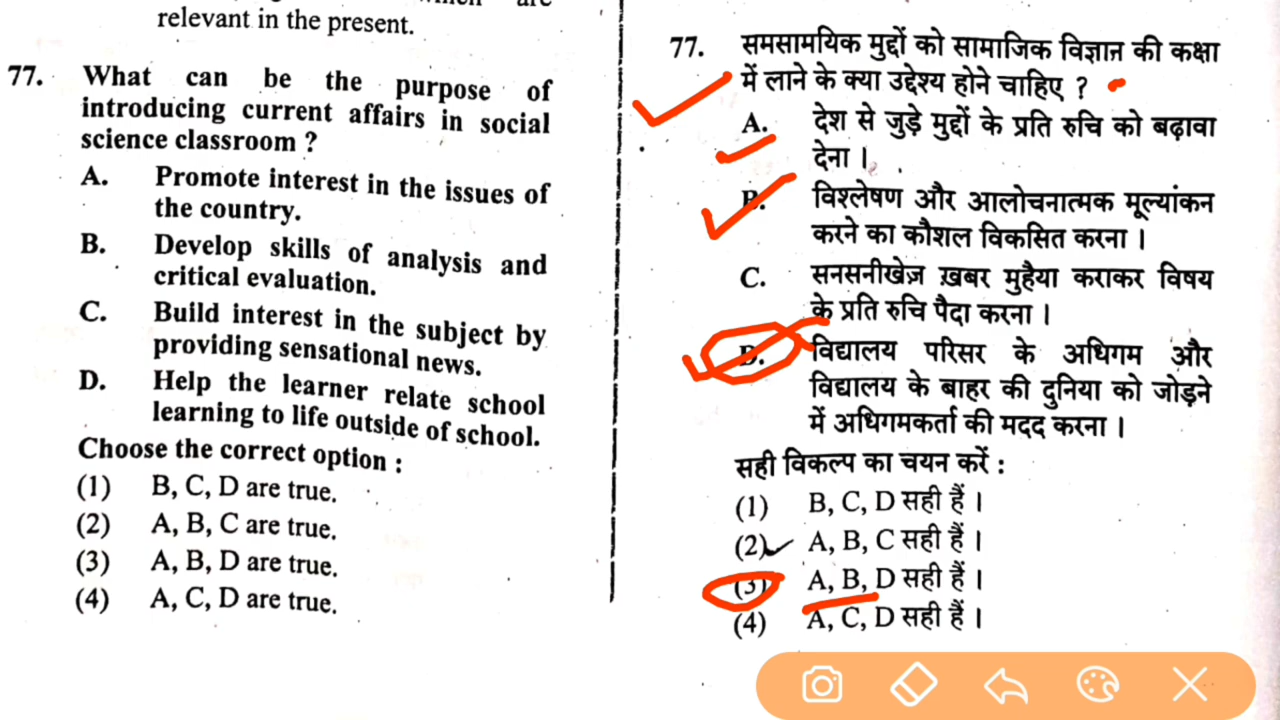 relevant in the present.
77. What can be the purpose of
introducing current affairs in social
science classroom ?
A. Promote interest in the issues of
the country.
B. Develop skills of analysis and
critical evaluation.
C. Build interest in the subject by
providing sensational news.
D. Help the learner relate school
learning to life outside of school.
Choose the correct option :
(1) B, C, D are true.
(2) A, B, C are true.
(3) A, B, D are true.
(4) A, C, D are true.
77. समसामयिक मुद्दों को सामाजिक विज्ञान की कक्षा
में लाने के क्या उद्देश्य होने चाहिए ?
A. देश से जुड़े मुद्दों के प्रति रुचि को बढ़ावा
देना ।
B. विश्लेषण और आलोचनात्मक मूल्यांकन
करने का कौशल विकसित करना ।
C. सनसनीखेज़ ख़बर मुहैया कराकर विषय
के प्रति रुचि पैदा करना ।
D. विद्यालय परिसर के अधिगम और
विद्यालय के बाहर की दुनिया को जोड़ने
में अधिगमकर्ता की मदद करना ।
सही विकल्प का चयन करें :
(1) B, C, D सही हैं ।
(2) A, B, C सही हैं ।
(3) A, B, D सही हैं ।
(4) A, C, D सही हैं ।